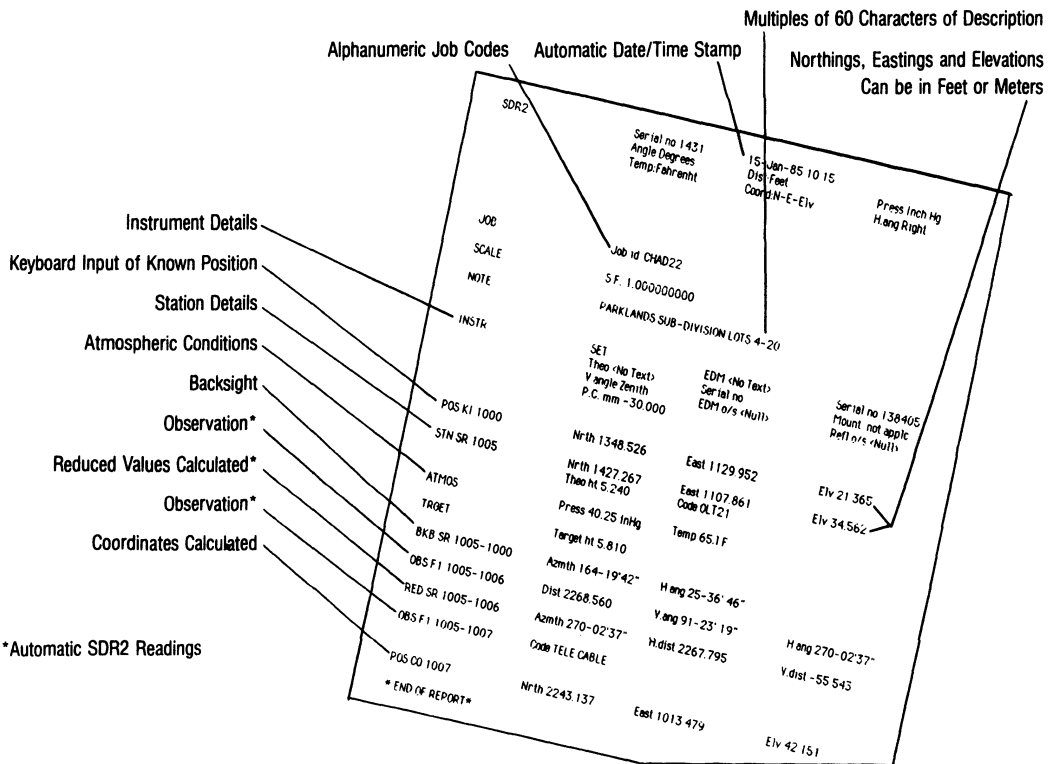 Multiples of 60 Characters of Description
Alphanumeric Job Codes
Automatic Date/Time Stamp
Northings, Eastings and Elevations
Can be in Feet or Meters
Instrument Details
Keyboard Input of Known Position
Station Details
Atmospheric Conditions
Backsight
Observation*
Reduced Values Calculated*
Observation*
Coordinates Calculated
*Automatic SDR2 Readings
SDR2
Serial no 1431 15-Jan-85 10 15
Angle Degrees Dist:Feet Press Inch Hg
Temp:Fahrenht Coord:N-E-Elv H.ang Right
JOB Job id CHAD22
SCALE S.F. 1.000000000
NOTE PARKLANDS SUB-DIVISION LOTS 4-20
INSTR SET EDM <No Text> Serial no 138405
Theo <No Text> Serial no Mount not applc
V angle Zenith EDM o/s <Null> Refl o/s <Null>
P.C. mm -30.000
POS KI 1000 Nrth 1348.526 East 1129.952 Elv 21 365
STN SR 1005 Nrth 1427.267 East 1107.861 Elv 34.562
Theo ht 5.240 Code OLT21
ATMOS Press 40.25 InHg Temp 65.1F
TRGET Target ht 5.810
BKB SR 1005-1000 Azmth 164-19'42" H ang 25-36' 46"
OBS F1 1005-1006 Dist 2268.560 V.ang 91-23' 19" H ang 270-02'37"
RED SR 1005-1006 Azmth 270-02'37" H.dist 2267.795 V.dist -55 543
OBS F1 1005-1007 Code TELE CABLE
POS CO 1007 Nrth 2243.137 East 1013 479 Elv 42 151
* END OF REPORT*